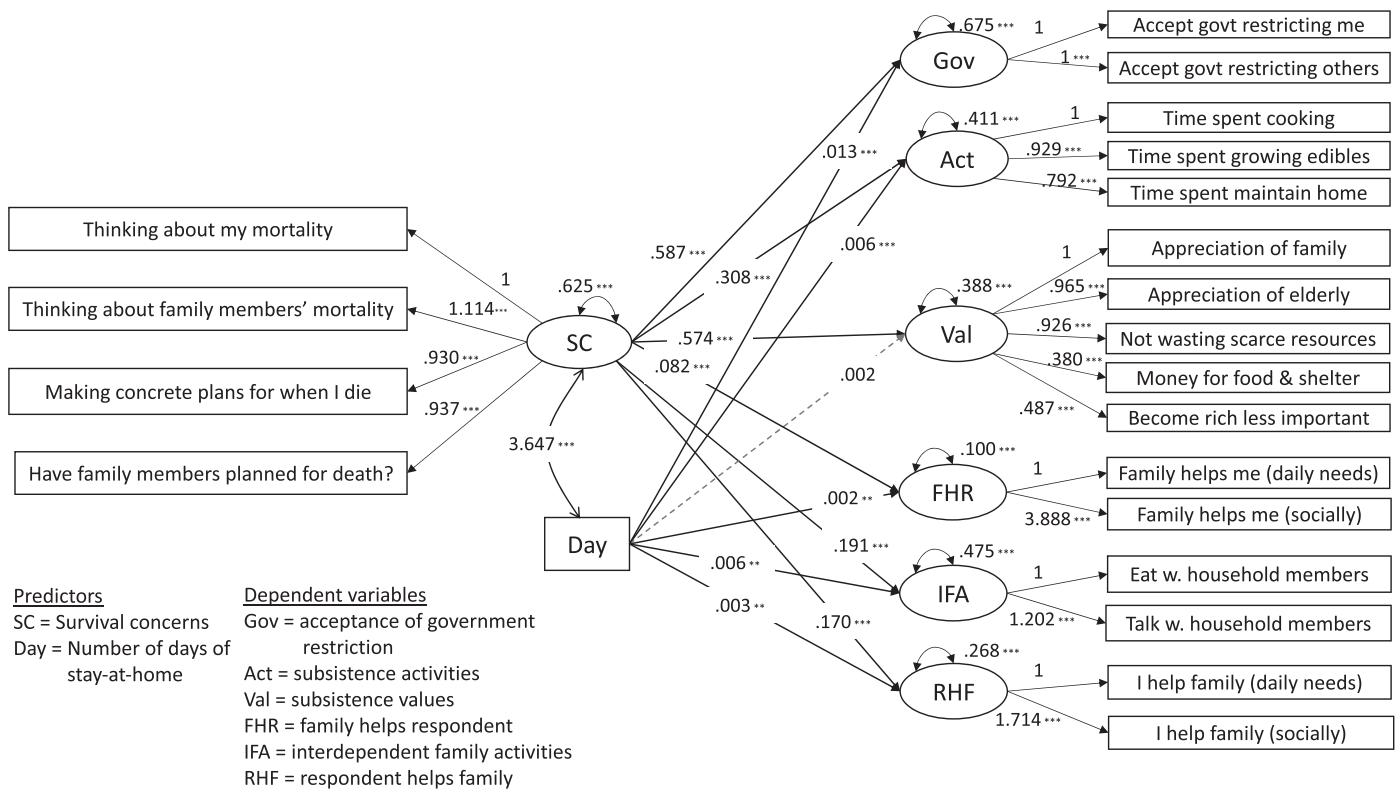 Thinking about my mortality
Thinking about family members' mortality
Making concrete plans for when I die
Have family members planned for death?
1
1.114***
.930***
.937***
.625***
SC
3.647***
Day
.587***
.308***
.574***
.082***
.013***
.006***
.002
.002**
.191***
.006**
.003**
.170***
.675***
Gov
1
1***
Accept govt restricting me
Accept govt restricting others
.411***
Act
1
.929***
.792***
Time spent cooking
Time spent growing edibles
Time spent maintain home
.388***
Val
1
.965***
.926***
.380***
.487***
Appreciation of family
Appreciation of elderly
Not wasting scarce resources
Money for food & shelter
Become rich less important
.100***
FHR
1
3.888***
Family helps me (daily needs)
Family helps me (socially)
.475***
IFA
1
1.202***
Eat w. household members
Talk w. household members
.268***
RHF
1
1.714***
I help family (daily needs)
I help family (socially)
Predictors
SC = Survival concerns
Day = Number of days of
stay-at-home
Dependent variables
Gov = acceptance of government
restriction
Act = subsistence activities
Val = subsistence values
FHR = family helps respondent
IFA = interdependent family activities
RHF = respondent helps family